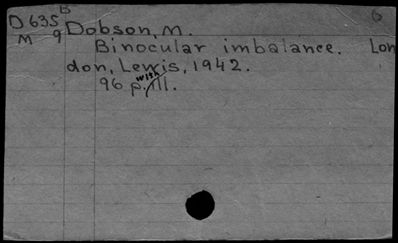 B
D635 Dobson, M. 6
M 9
Binocular imbalance. Lon
don, Lewis, 1942.
96 p. with ill.